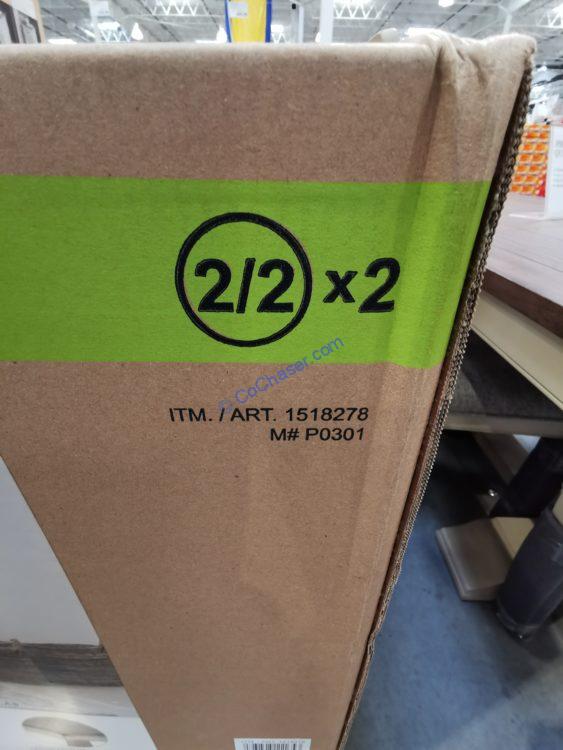 2/2 x2
© CoChaser.com
ITM. / ART. 1518278
M# P0301